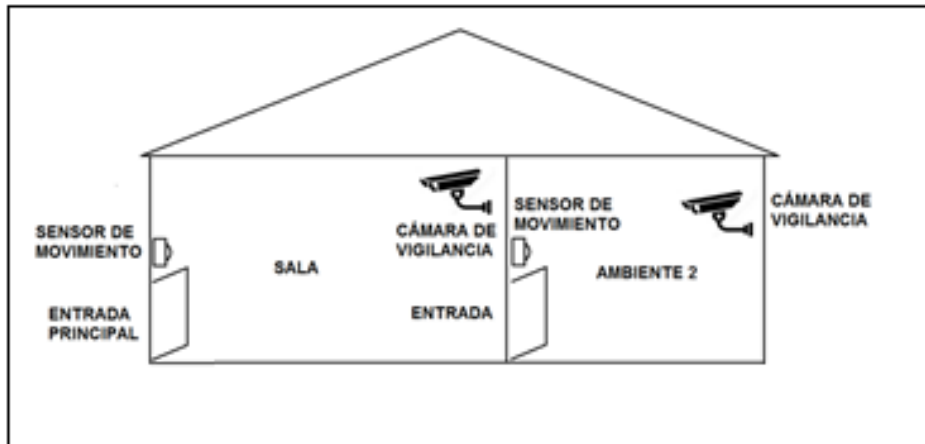 SENSOR DE
MOVIMIENTO
ENTRADA
PRINCIPAL
SALA
CÁMARA DE
VIGILANCIA
ENTRADA
SENSOR DE
MOVIMIENTO
AMBIENTE 2
CÁMARA DE
VIGILANCIA